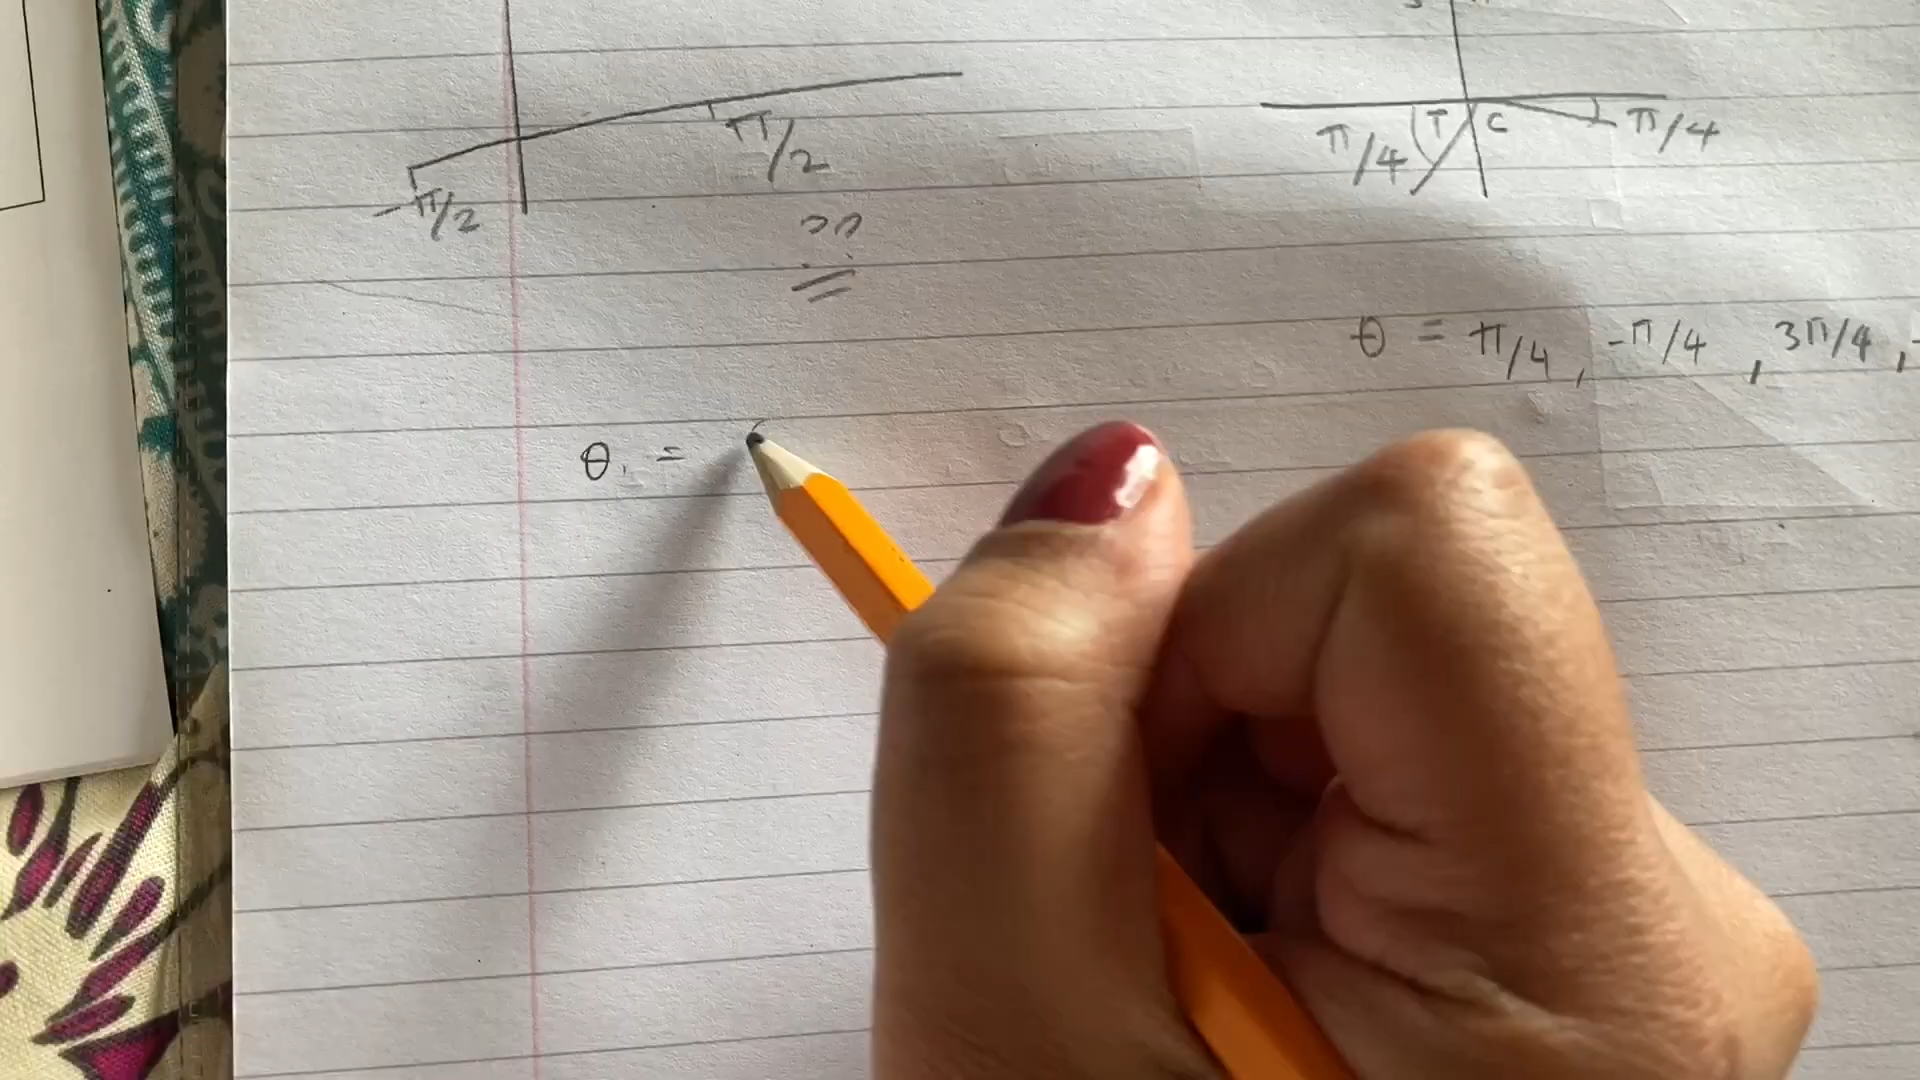 π/2
-π/2
T C
π/4 π/4
θ = π/4, -π/4, 3π/4,
θ, =